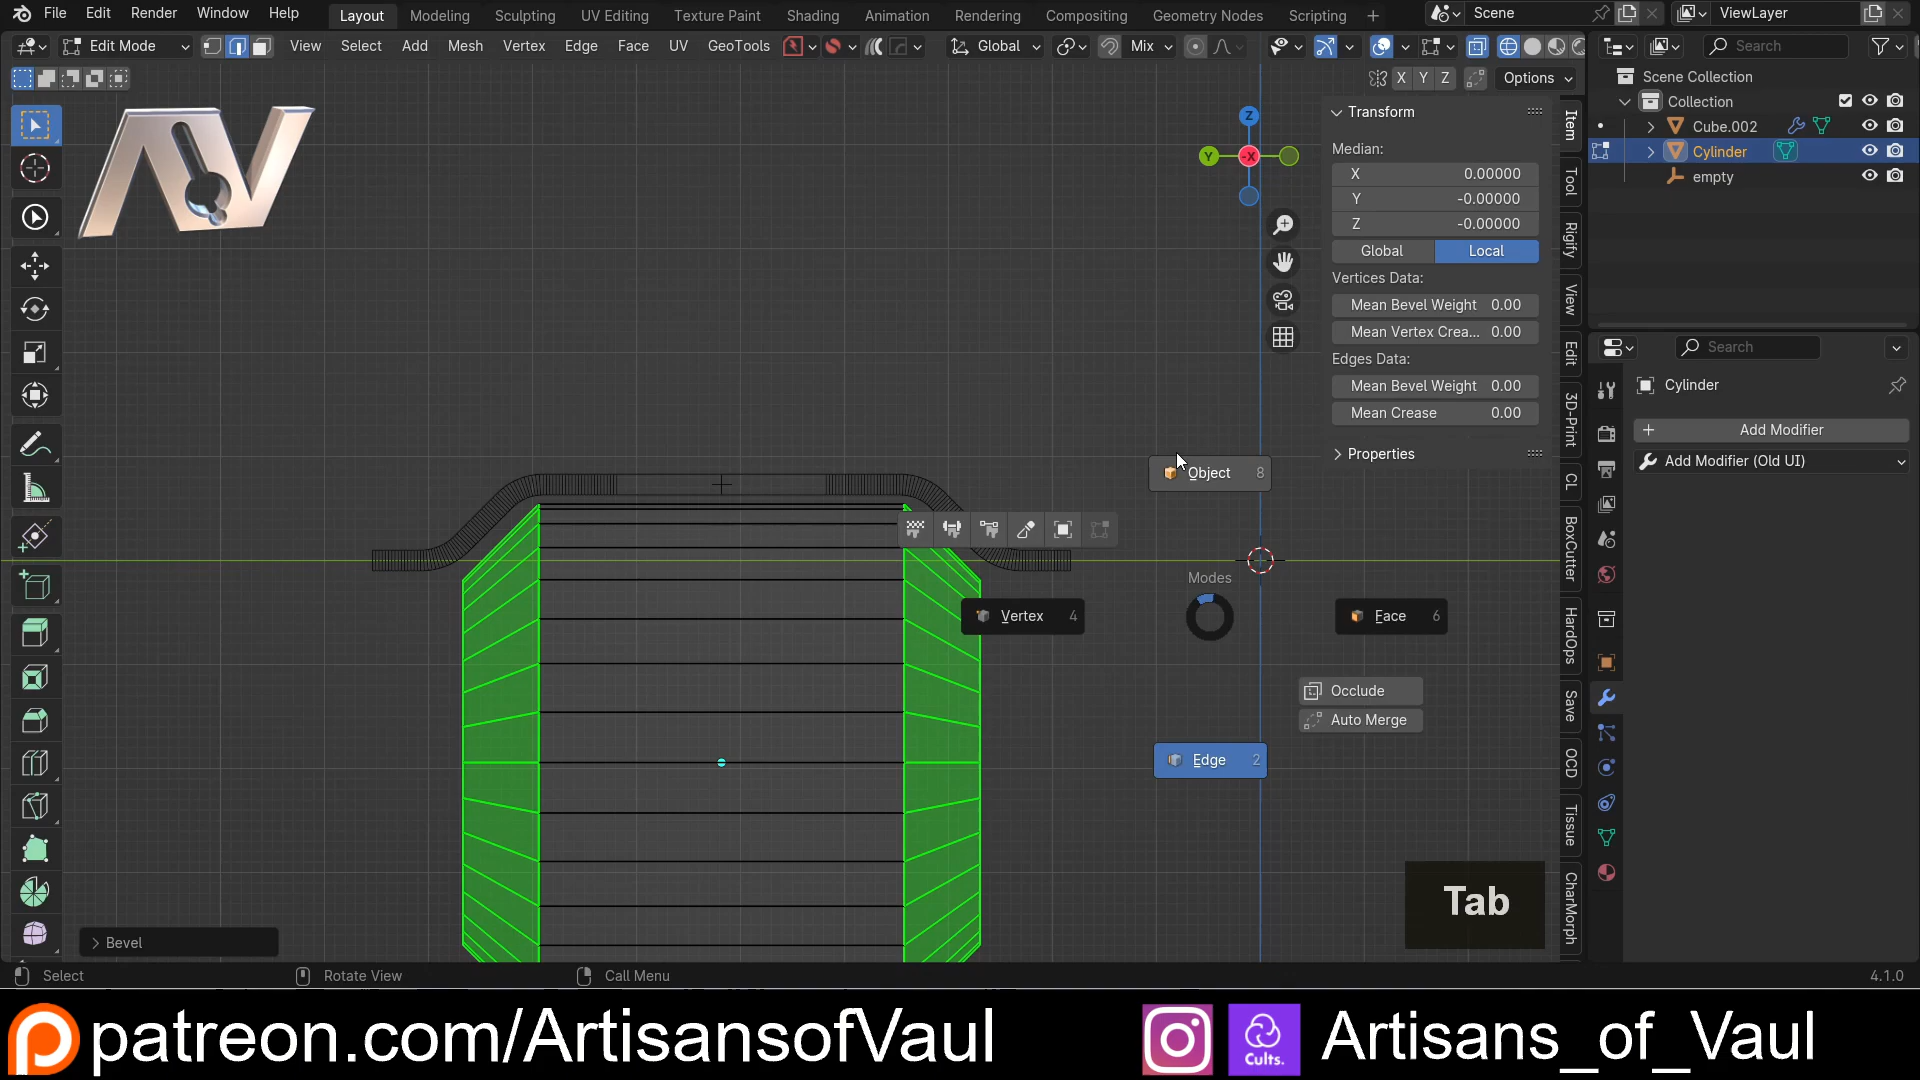 File Edit Render Window Help Layout Modeling Sculpting UV Editing Texture Paint Shading Animation Rendering Compositing Geometry Nodes Scripting + Scene ViewLayer
Edit Mode View Select Add Mesh Vertex Edge Face UV GeoTools Global Mix Search
X Y Z Options
Scene Collection
Collection
Cube.002
Cylinder
empty
AV
Z
Y
-X
Transform
Median:
X 0.00000
Y -0.00000
Z -0.00000
Global Local
Vertices Data:
Mean Bevel Weight 0.00
Mean Vertex Crea... 0.00
Edges Data:
Mean Bevel Weight 0.00
Mean Crease 0.00
Properties
Item
Tool
Rigify
View
Edit
3D-Print
CL
BoxCutter
HardOps
Save
OCD
Tissue
CharMorph
Search
Cylinder
+ Add Modifier
Add Modifier (Old UI)
Object 8
Modes
Vertex 4
Face 6
Occlude
Auto Merge
Edge 2
Tab
Bevel
Select Rotate View Call Menu 4.1.0
patreon.com/ArtisansofVaul Cults. Artisans_of_Vaul